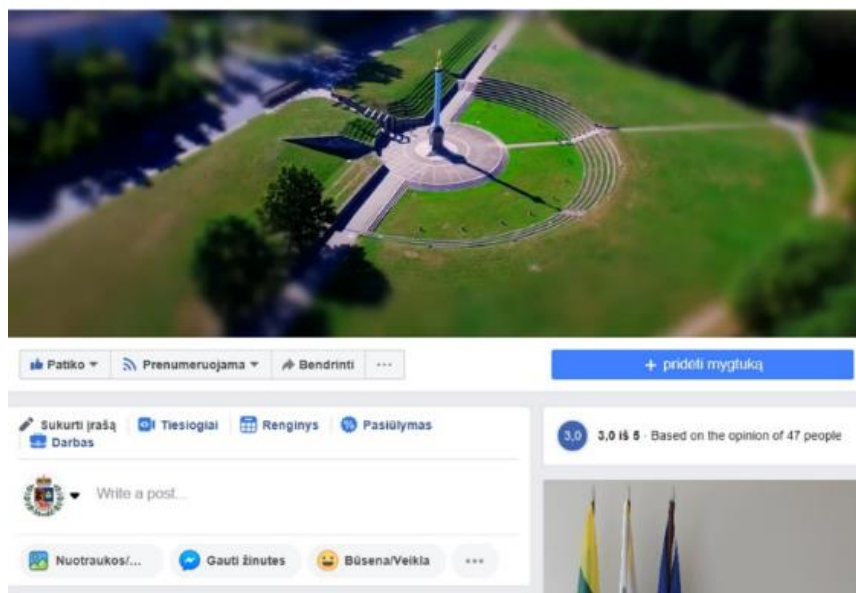 Patiko
Prenumeruojama
Bendrinti
+ pridėti mygtuką
Sukurti įrašą
Tiesiogiai
Renginys
Pasiūlymas
Darbas
3,0
3,0 iš 5 · Based on the opinion of 47 people
Write a post...
Nuotraukos/...
Gauti žinutes
Būsena/Veikla